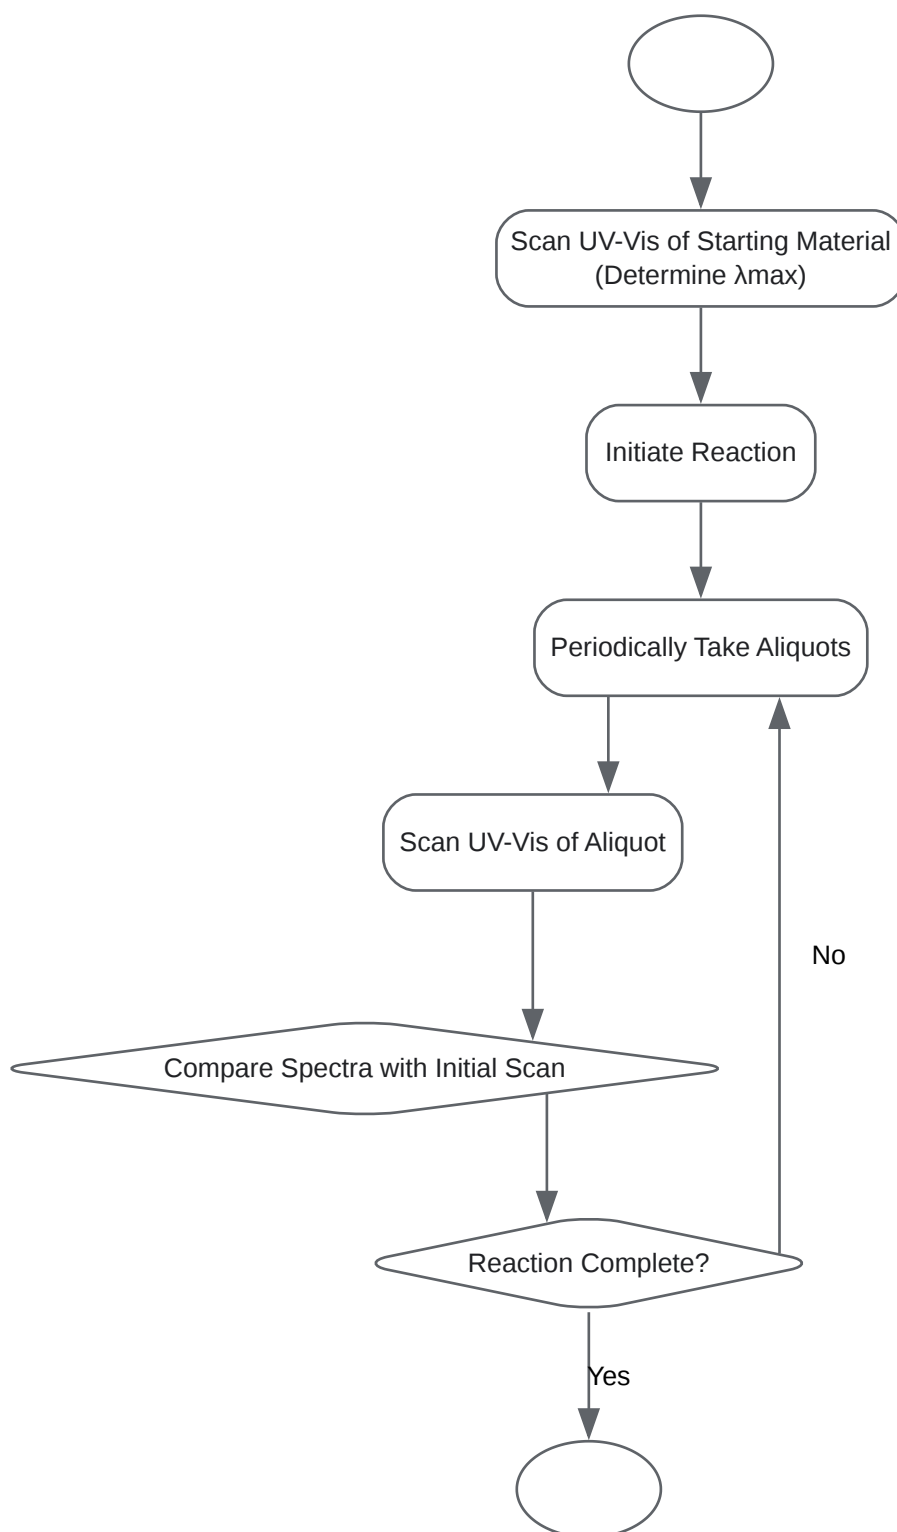 Scan UV-Vis of Starting Material
(Determine λmax)
Initiate Reaction
Periodically Take Aliquots
Scan UV-Vis of Aliquot
No
Compare Spectra with Initial Scan
Reaction Complete?
Yes